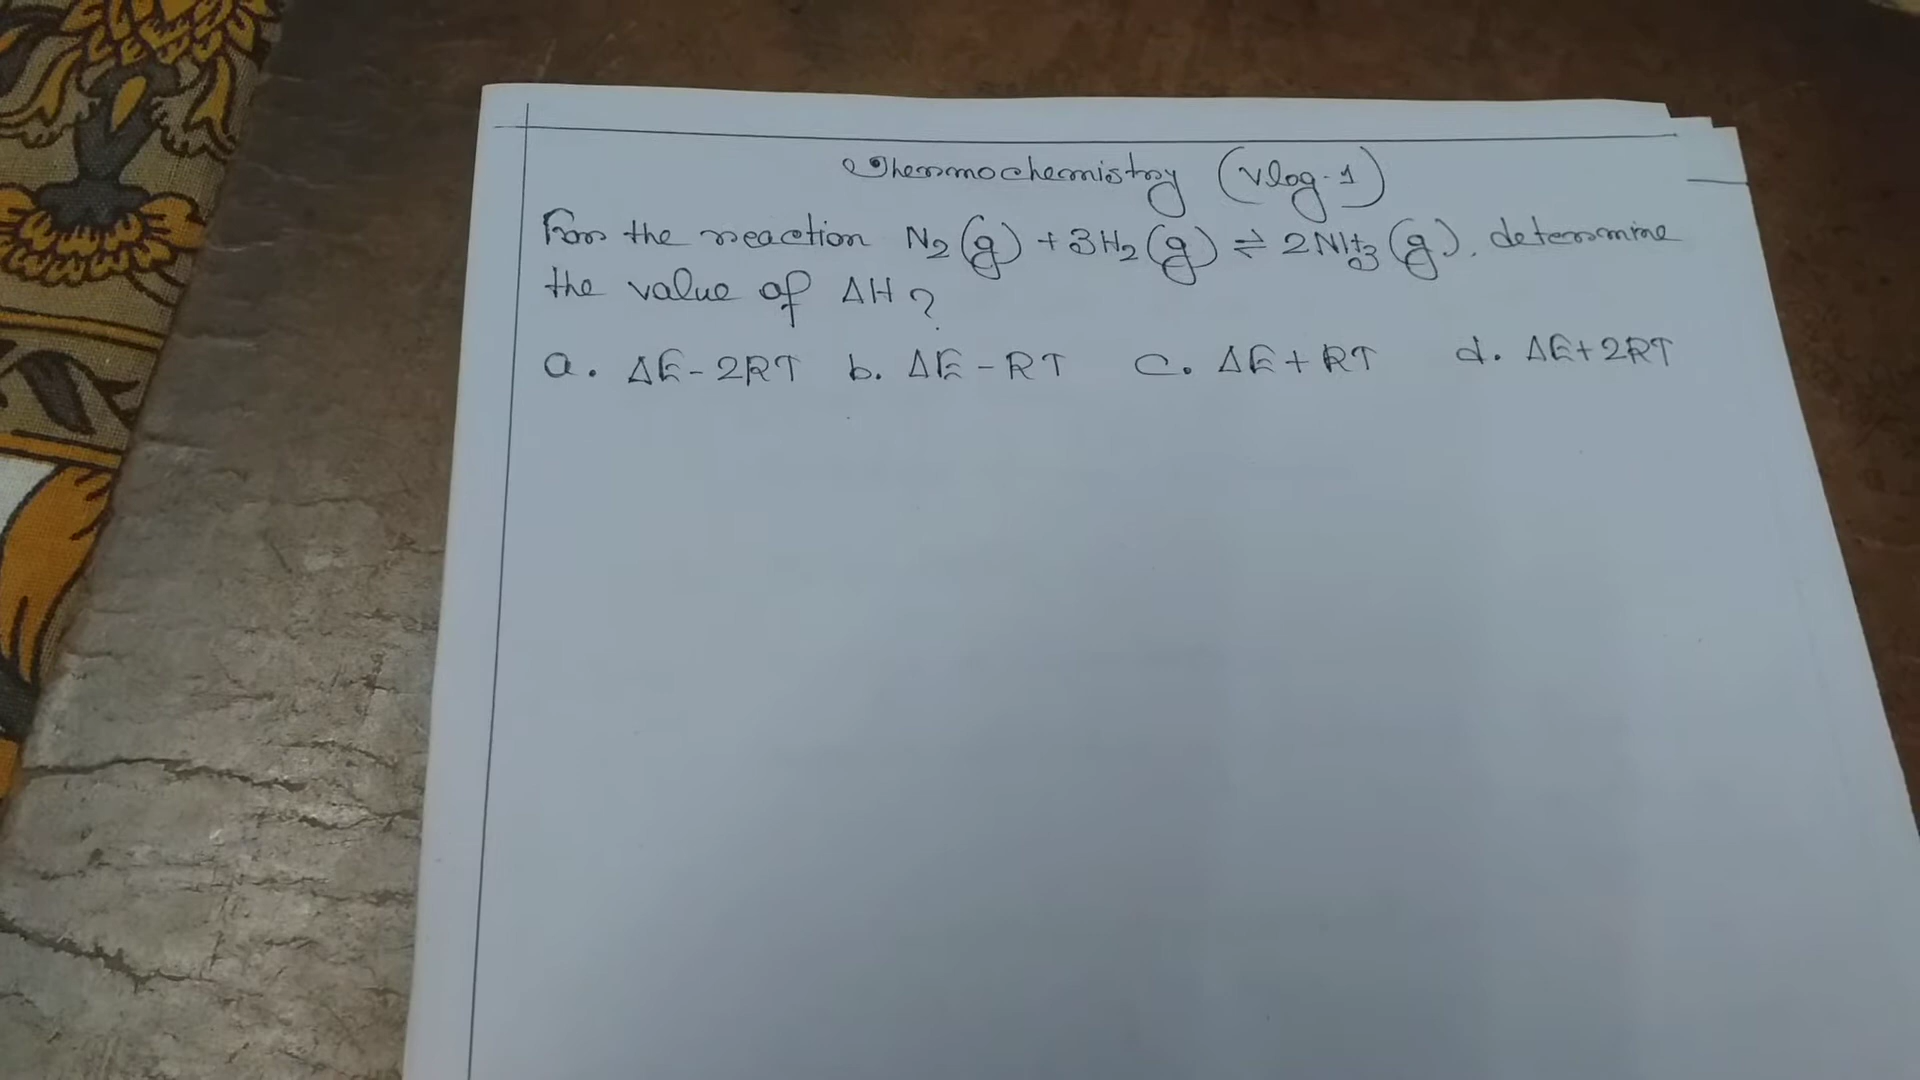 Thermochemistry (Vlog-1)
For the reaction N₂(g) + 3H₂(g) ⇌ 2NH₃(g). determine
the value of ΔH?
a. ΔE - 2RT b. ΔE - RT c. ΔE + RT d. ΔE + 2RT